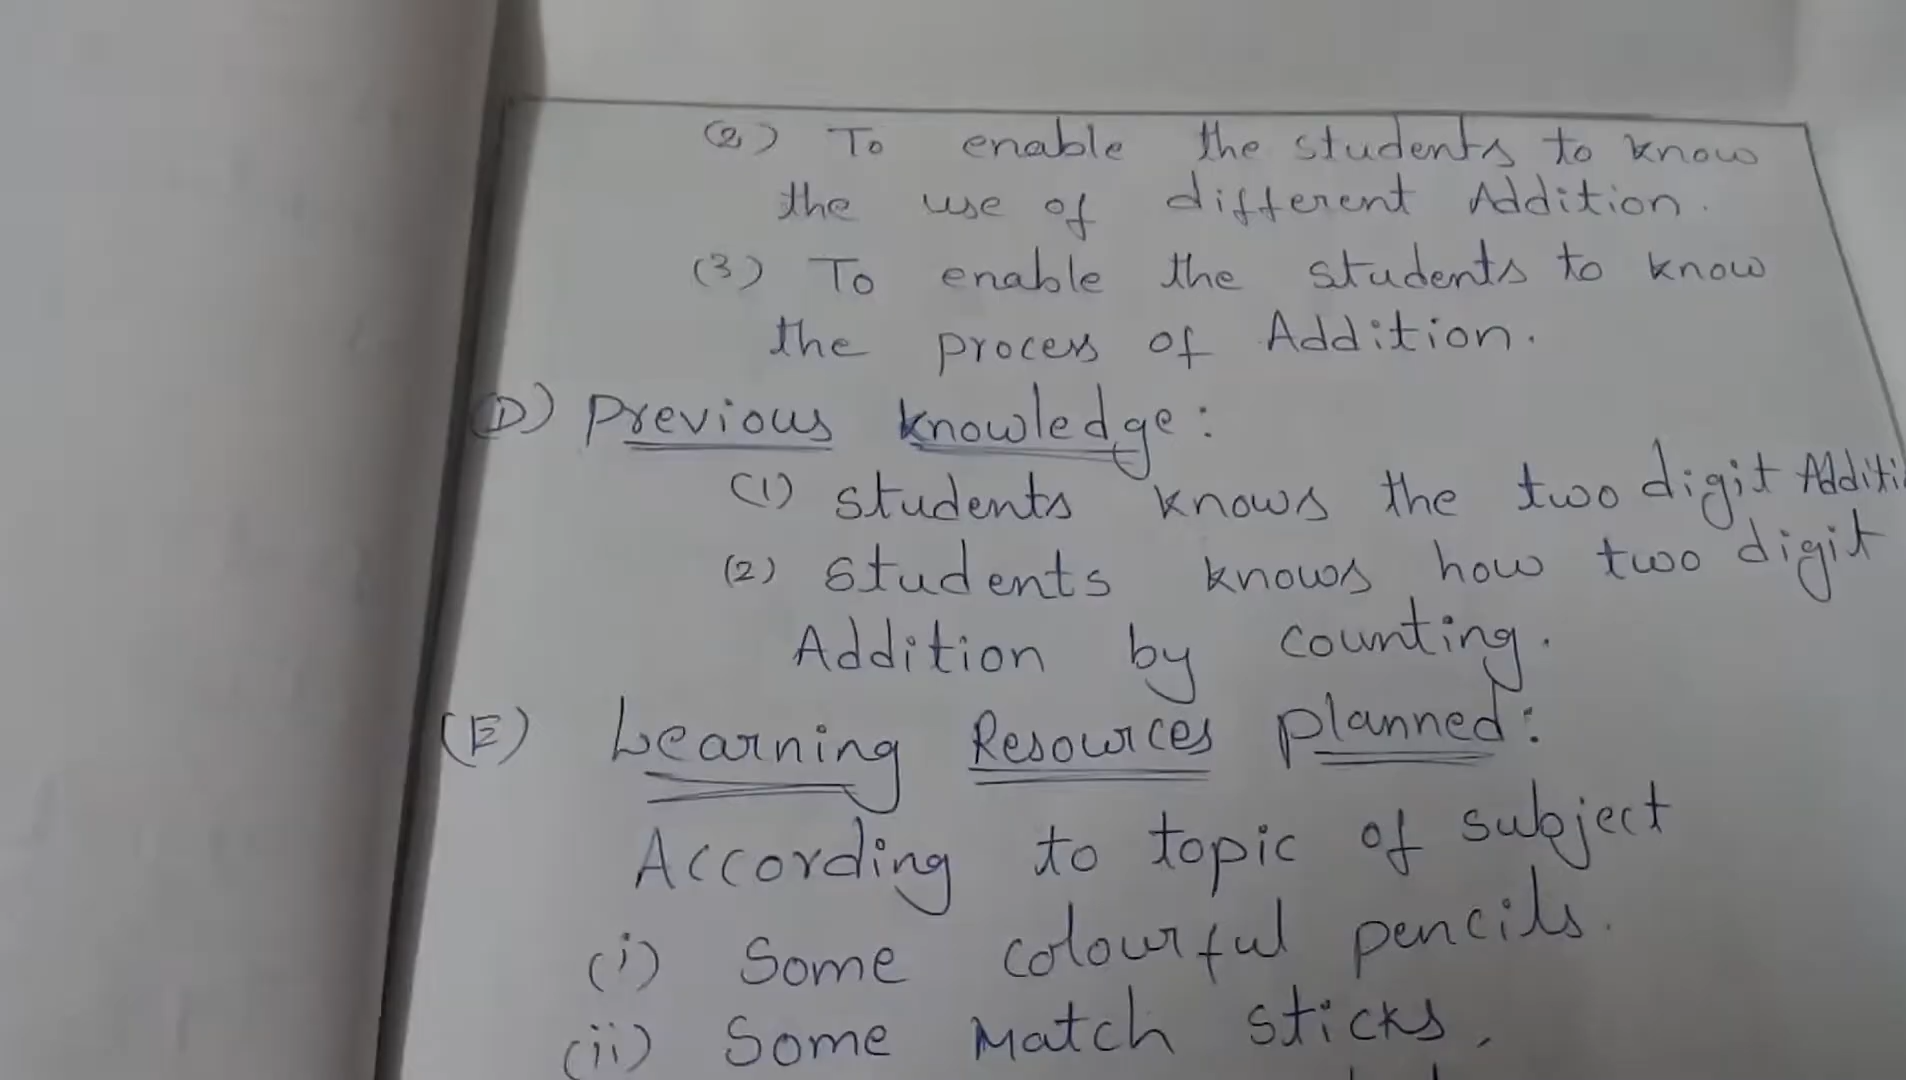 (2) To enable the students to know
the use of different Addition.
(3) To enable the students to know
the process of Addition.
(D) Previous knowledge:
(1) students knows the two digit Additi
(2) students knows how two digit
Addition by counting.
(E) Learning Resources planned:
According to topic of subject
(i) Some colourful pencils.
(ii) Some Match sticks.